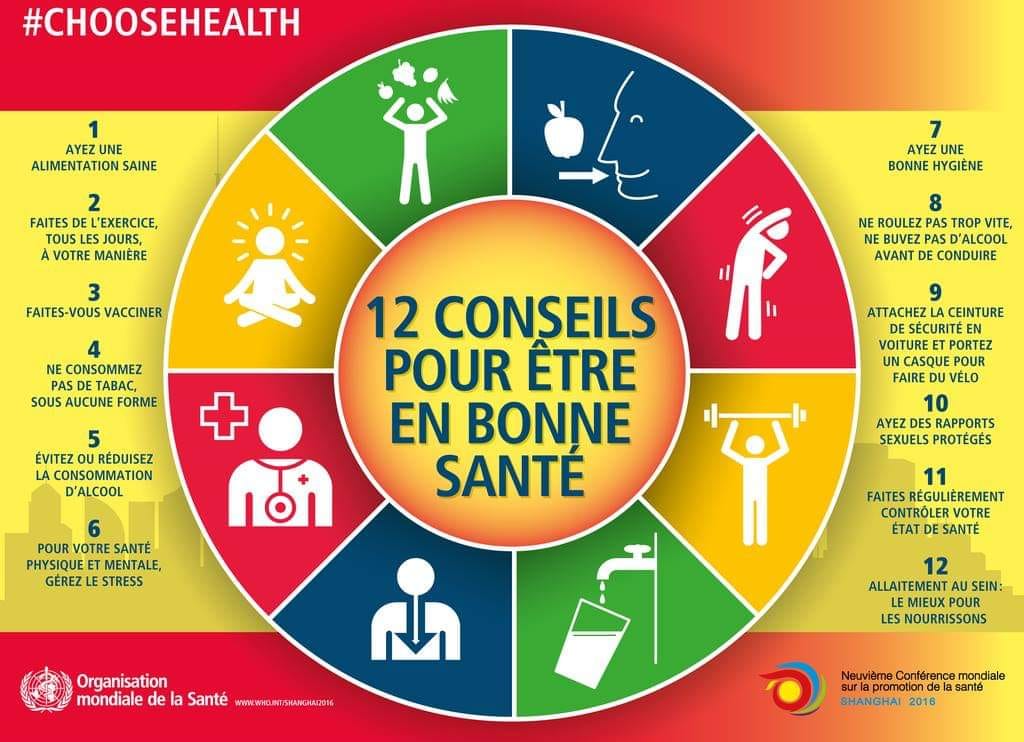 #CHOOSEHEALTH
1
AYEZ UNE
ALIMENTATION SAINE
2
FAITES DE L'EXERCICE,
TOUS LES JOURS,
À VOTRE MANIÈRE
3
FAITES-VOUS VACCINER
4
NE CONSOMMEZ
PAS DE TABAC,
SOUS AUCUNE FORME
5
ÉVITEZ OU RÉDUISEZ
LA CONSOMMATION
D'ALCOOL
6
POUR VOTRE SANTÉ
PHYSIQUE ET MENTALE,
GÉREZ LE STRESS
12 CONSEILS
POUR ÊTRE
EN BONNE
SANTÉ
7
AYEZ UNE
BONNE HYGIÈNE
8
NE ROULEZ PAS TROP VITE,
NE BUVEZ PAS D'ALCOOL
AVANT DE CONDUIRE
9
ATTACHEZ LA CEINTURE
DE SÉCURITÉ EN
VOITURE ET PORTEZ
UN CASQUE POUR
FAIRE DU VÉLO
10
AYEZ DES RAPPORTS
SEXUELS PROTÉGÉS
11
FAITES RÉGULIÈREMENT
CONTRÔLER VOTRE
ÉTAT DE SANTÉ
12
ALLAITEMENT AU SEIN :
LE MIEUX POUR
LES NOURRISSONS
Organisation
mondiale de la Santé
WWW.WHO.INT/SHANGHAI2016
Neuvième Conférence mondiale
sur la promotion de la santé
SHANGHAI 2016